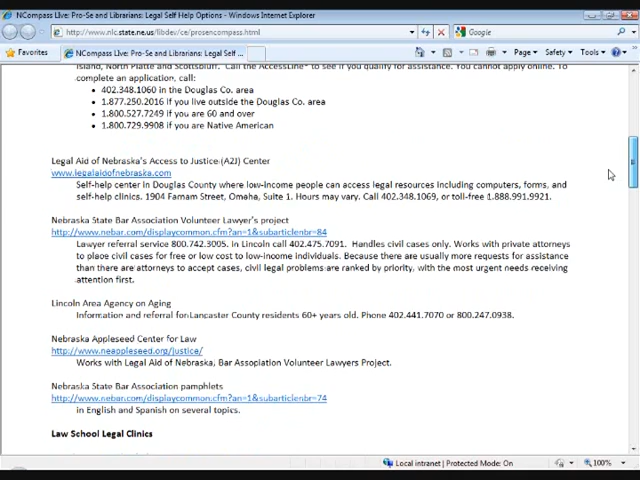 NCompass Live: Pro-Se and Librarians: Legal Self Help Options - Windows Internet Explorer
http://www.nlc.state.ne.us/libdev/ce/prosencompass.html
Google
Favorites
NCompass Live: Pro-Se and Librarians: Legal Self ...
Page
Safety
Tools
Island, North Platte and Scottsbluff. Call the AccessLine® to see if you qualify for assistance. You cannot apply online. To
complete an application, call:
• 402.348.1060 in the Douglas Co. area
• 1.877.250.2016 if you live outside the Douglas Co. area
• 1.800.527.7249 if you are 60 and over
• 1.800.729.9908 if you are Native American
Legal Aid of Nebraska's Access to Justice (A2J) Center
www.legalaidofnebraska.com
Self-help center in Douglas County where low-income people can access legal resources including computers, forms, and
self-help clinics. 1904 Farnam Street, Omaha, Suite 1. Hours may vary. Call 402.348.1069, or toll-free 1.888.991.9921.
Nebraska State Bar Association Volunteer Lawyer's project
http://www.nebar.com/displaycommon.cfm?an=1&subarticlenbr=84
Lawyer referral service 800.742.3005. In Lincoln call 402.475.7091. Handles civil cases only. Works with private attorneys
to place civil cases for free or low cost to low-income individuals. Because there are usually more requests for assistance
than there are attorneys to accept cases, civil legal problems are ranked by priority, with the most urgent needs receiving
attention first.
Lincoln Area Agency on Aging
Information and referral for Lancaster County residents 60+ years old. Phone 402.441.7070 or 800.247.0938.
Nebraska Appleseed Center for Law
http://www.neappleseed.org/justice/
Works with Legal Aid of Nebraska, Bar Association Volunteer Lawyers Project.
Nebraska State Bar Association pamphlets
http://www.nebar.com/displaycommon.cfm?an=1&subarticlenbr=74
in English and Spanish on several topics.
Law School Legal Clinics
Local intranet | Protected Mode: On
100%